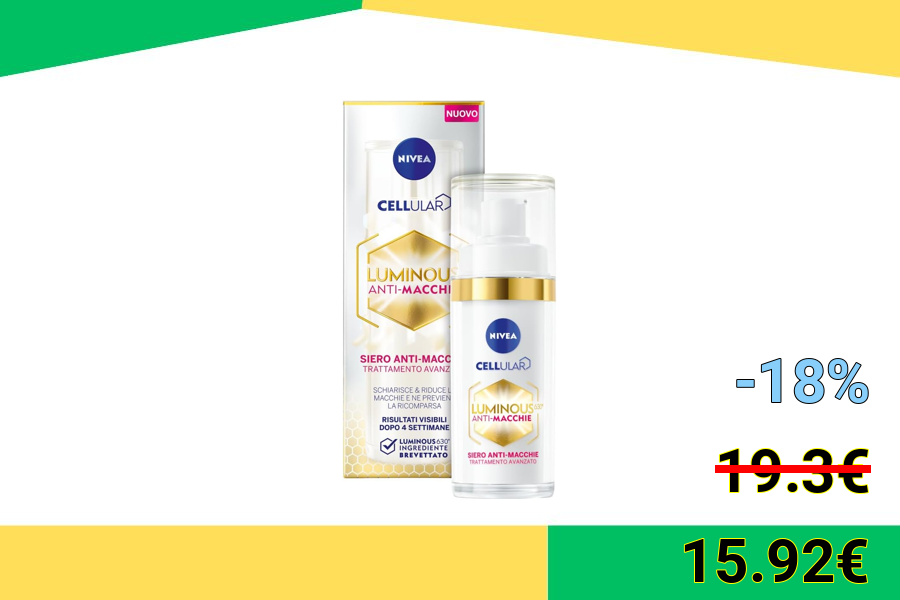 NUOVO
NIVEA
CELLULAR
LUMINOUS
ANTI-MACCHIE
SIERO ANTI-MACC
TRATTAMENTO AVANZ
SCHIARISCE & RIDUCE L
MACCHIE E NE PREVIEN
LA RICOMPARSA
RISULTATI VISIBILI
DOPO 4 SETTIMANE
LUMINOUS630®
INGREDIENTE
BREVETTATO
NIVEA
CELLULAR
LUMINOUS630®
ANTI-MACCHIE
SIERO ANTI-MACCHIE
TRATTAMENTO AVANZATO
-18%
19.3€
15.92€